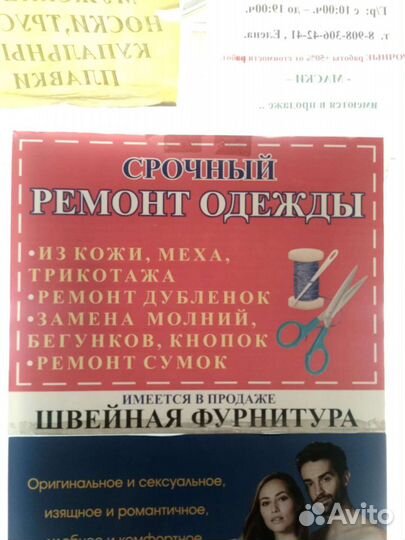 НОСКИ, ТРУС
КУПАЛЬНЫ
ПЛАВКИ
Г/р: с 10:00ч. – до 19:00ч.
т. 8-908-306-42-41, Елена.
работы +50% от стоимости работ
- МАСКИ –
имеются в продаже ..
СРОЧНЫЙ
РЕМОНТ ОДЕЖДЫ
•ИЗ КОЖИ, МЕХА,
ТРИКОТАЖА
•РЕМОНТ ДУБЛЕНОК
•ЗАМЕНА МОЛНИЙ,
БЕГУНКОВ, КНОПОК
•РЕМОНТ СУМОК
ИМЕЕТСЯ В ПРОДАЖЕ
ШВЕЙНАЯ ФУРНИТУРА
Оригинальное и сексуальное,
изящное и романтичное,
удобное и комфортное
Avito